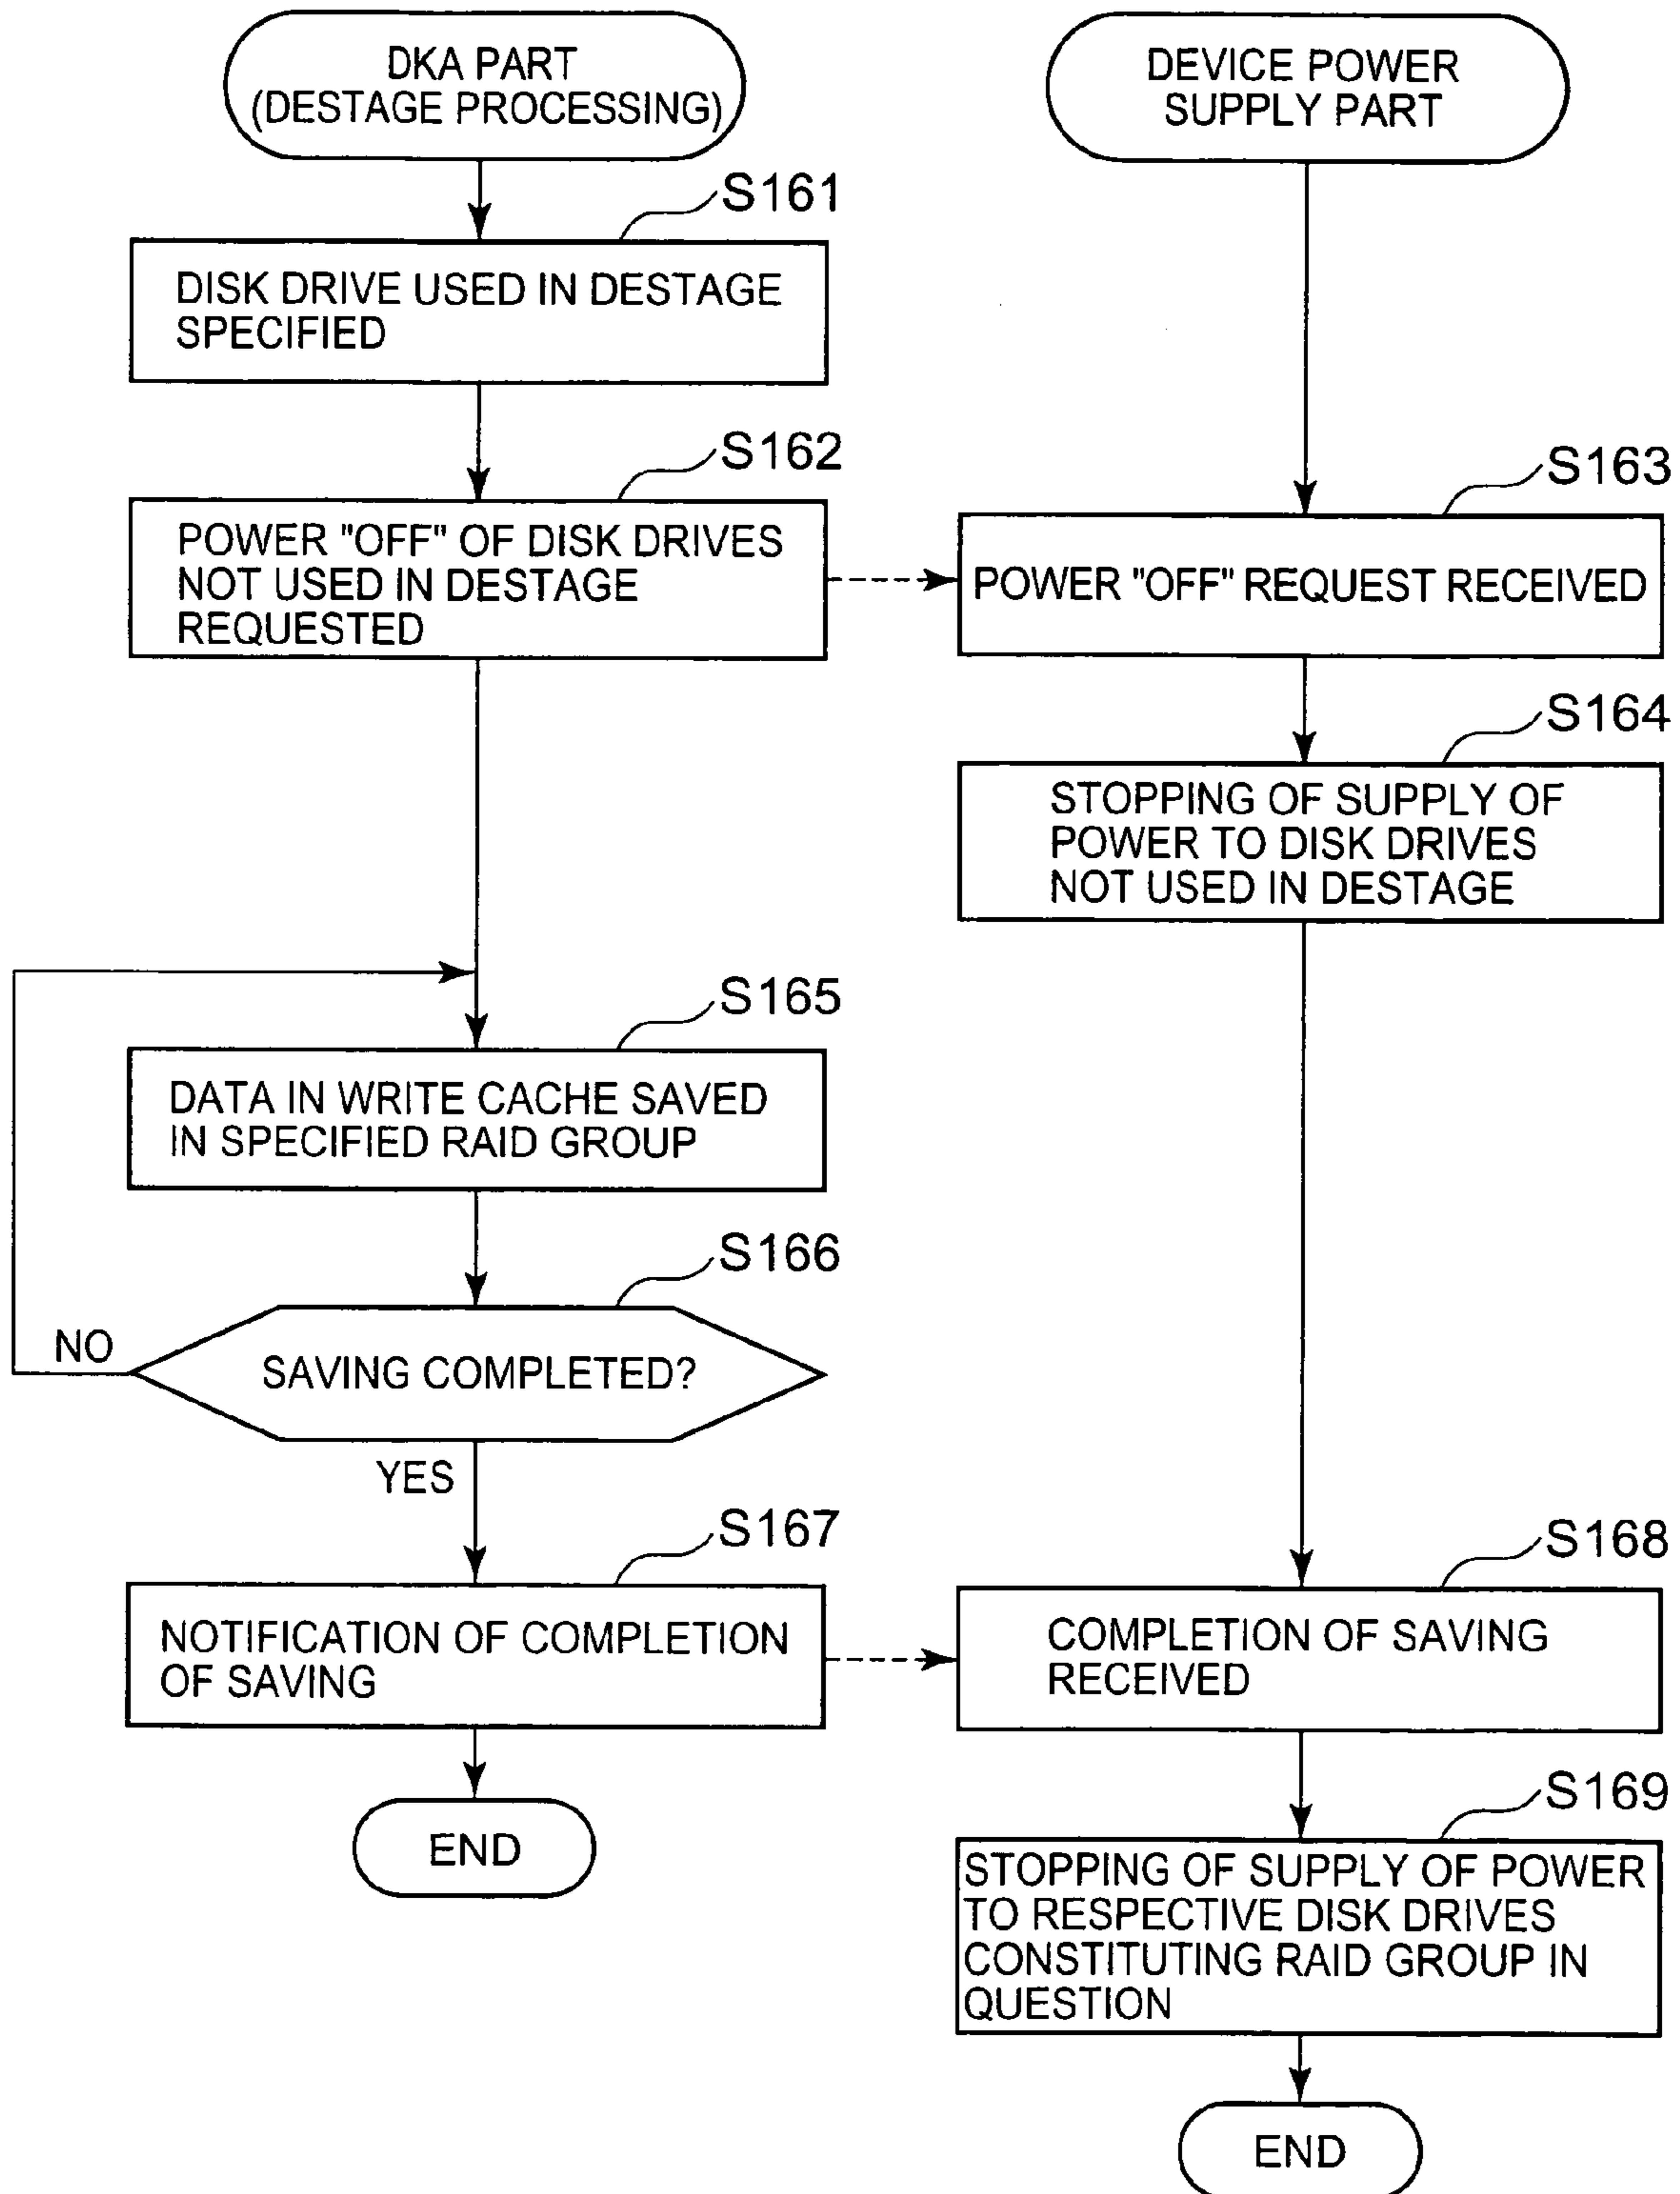 DKA PART
(DESTAGE PROCESSING)
S161
DISK DRIVE USED IN DESTAGE
SPECIFIED
S162
POWER "OFF" OF DISK DRIVES
NOT USED IN DESTAGE
REQUESTED
S165
DATA IN WRITE CACHE SAVED
IN SPECIFIED RAID GROUP
S166
SAVING COMPLETED?
NO
YES
S167
NOTIFICATION OF COMPLETION
OF SAVING
END
DEVICE POWER
SUPPLY PART
S163
POWER "OFF" REQUEST RECEIVED
S164
STOPPING OF SUPPLY OF
POWER TO DISK DRIVES
NOT USED IN DESTAGE
S168
COMPLETION OF SAVING
RECEIVED
S169
STOPPING OF SUPPLY OF POWER
TO RESPECTIVE DISK DRIVES
CONSTITUTING RAID GROUP IN
QUESTION
END